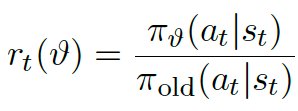 r_t(ϑ) = π_ϑ(a_t|s_t) / π_old(a_t|s_t)